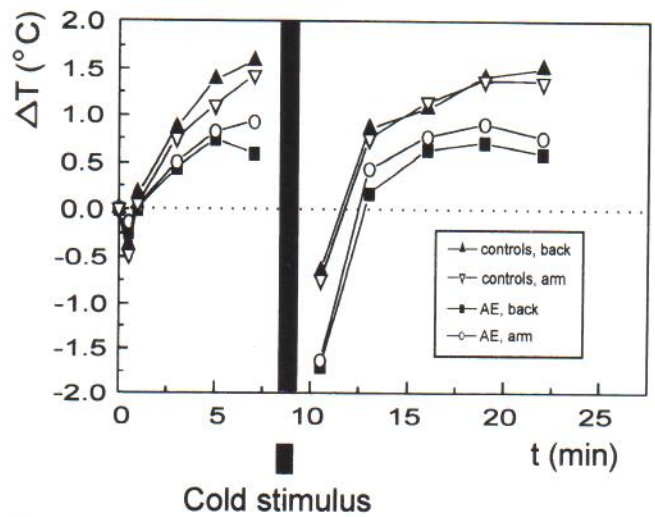 ΔT (°C)
2.0
1.5
1.0
0.5
0.0
-0.5
-1.0
-1.5
-2.0
controls, back
controls, arm
AE, back
AE, arm
0 5 10 15 20 25
t (min)
Cold stimulus